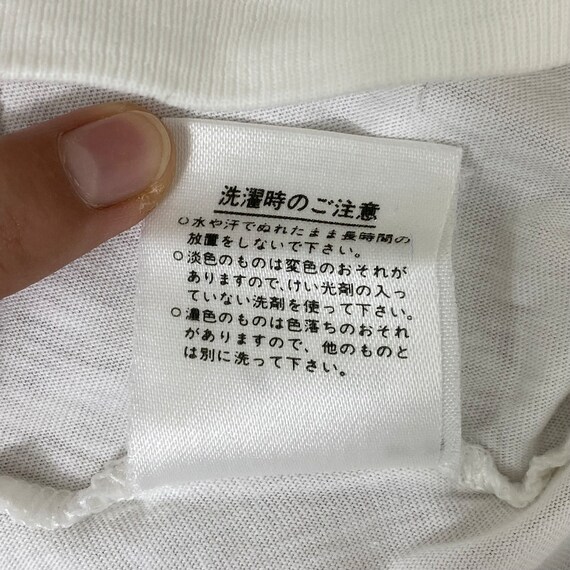 洗濯時のご注意
○水や汗でぬれたまま長時間の
放置をしないで下さい。
○淡色のものは変色のおそれが
ありますので、けい光剤の入っ
ていない洗剤を使って下さい。
○濃色のものは色落ちのおそれ
がありますので、他のものと
は別に洗って下さい。